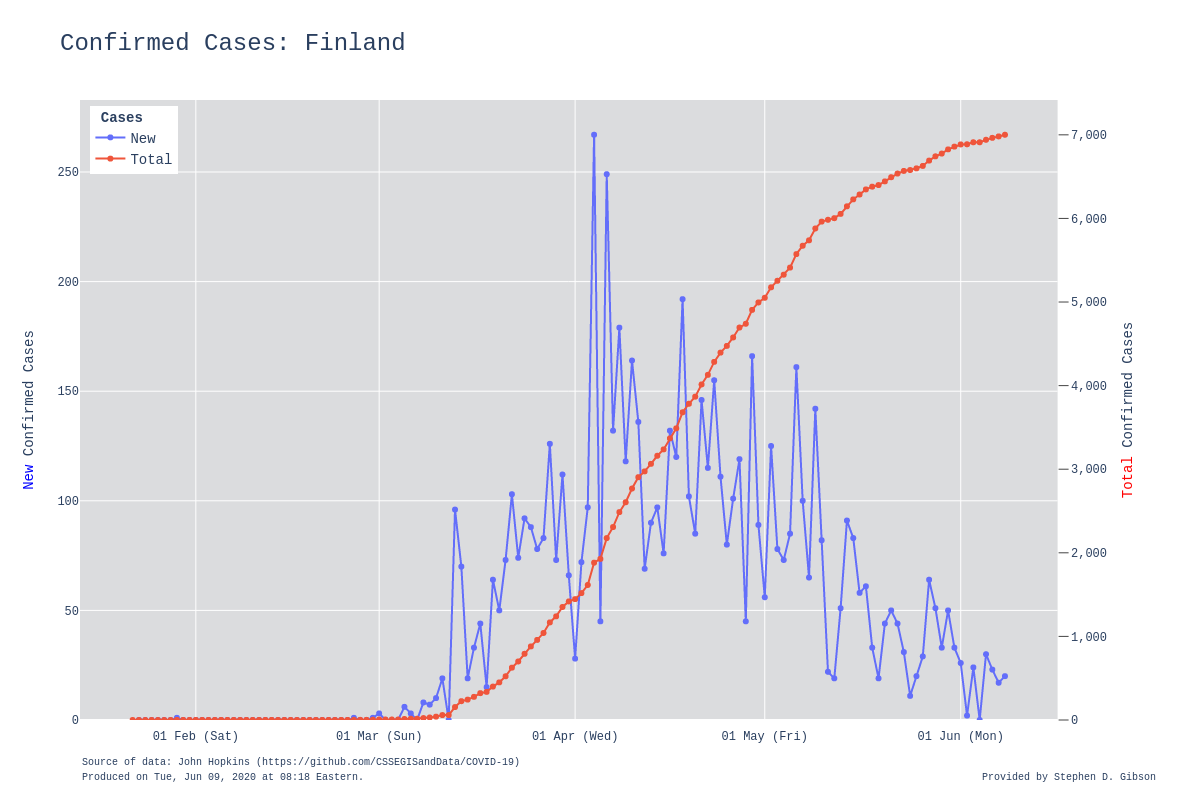 Confirmed Cases: Finland
Cases
New
Total
250
200
150
100
50
0
7,000
6,000
5,000
4,000
3,000
2,000
1,000
0
New Confirmed Cases
Total Confirmed Cases
01 Feb (Sat)
01 Mar (Sun)
01 Apr (Wed)
01 May (Fri)
01 Jun (Mon)
Source of data: John Hopkins (https://github.com/CSSEGISandData/COVID-19)
Produced on Tue, Jun 09, 2020 at 08:18 Eastern.
Provided by Stephen D. Gibson